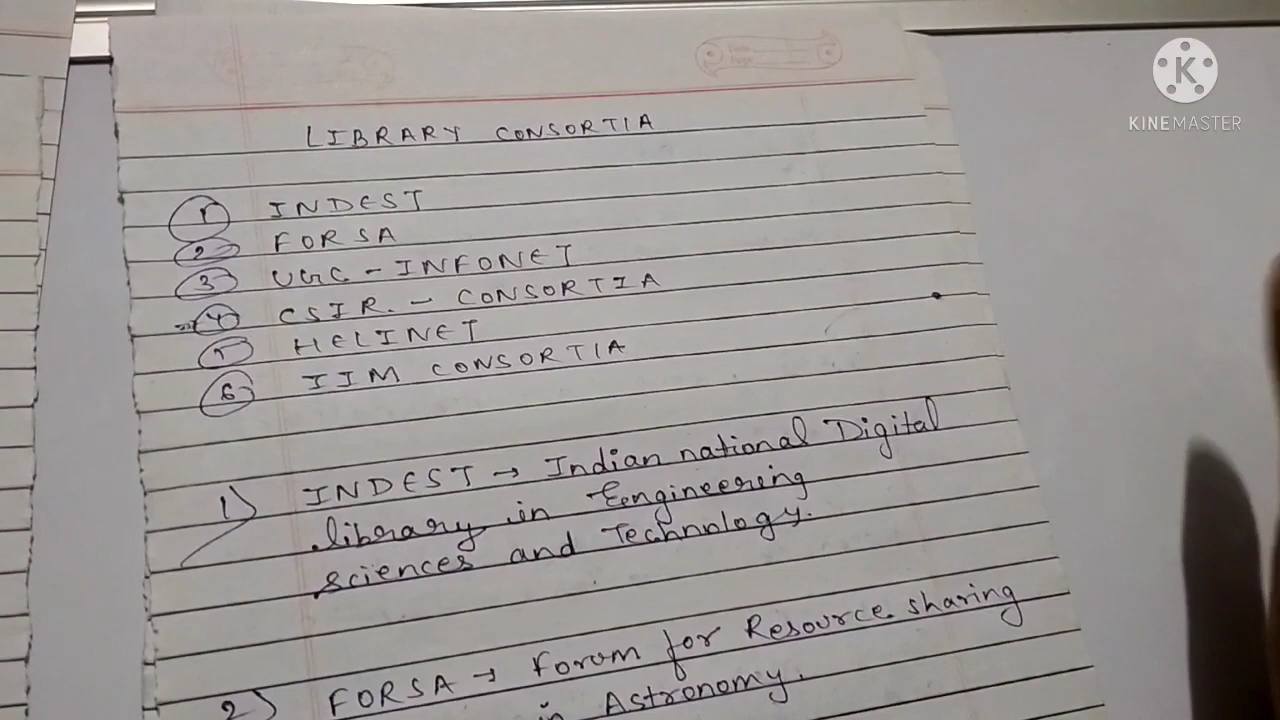 KINEMASTER
LIBRARY CONSORTIA
1 INDEST
2 FORSA
3 UGC - INFONET
4 CSIR. - CONSORTIA
5 HELINET
6 IIM CONSORTIA
1) INDEST → Indian national Digital
library in Engineering
sciences and Technology.
2) FORSA → Forum for Resource sharing
in Astronomy.